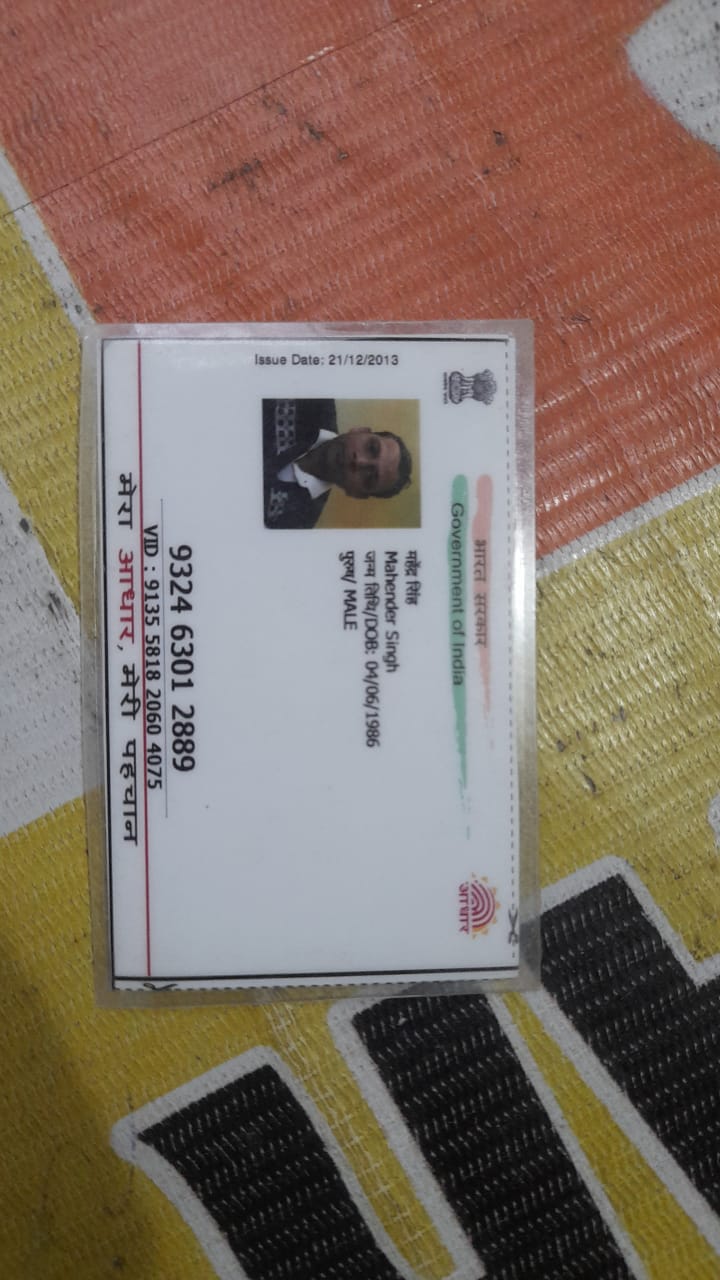 भारत सरकार
Government of India
Issue Date: 21/12/2013
महेंद्र सिंह
Mahender Singh
जन्म तिथि/DOB: 04/06/1986
पुरुष/ MALE
9324 6301 2889
VID : 9135 5818 2060 4075
मेरा आधार, मेरी पहचान
आधार